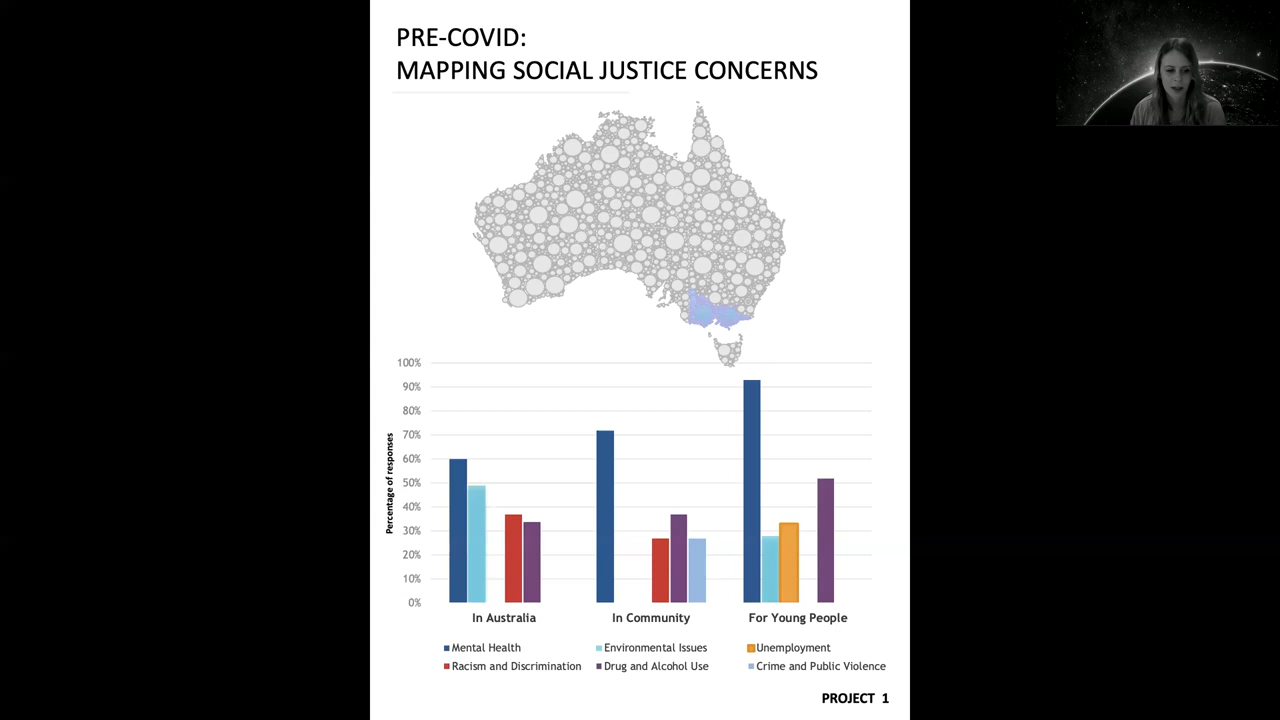 PRE-COVID:
MAPPING SOCIAL JUSTICE CONCERNS
100%
90%
80%
70%
60%
50%
40%
30%
20%
10%
0%
Percentage of responses
In Australia In Community For Young People
Mental Health Environmental Issues Unemployment
Racism and Discrimination Drug and Alcohol Use Crime and Public Violence
PROJECT 1